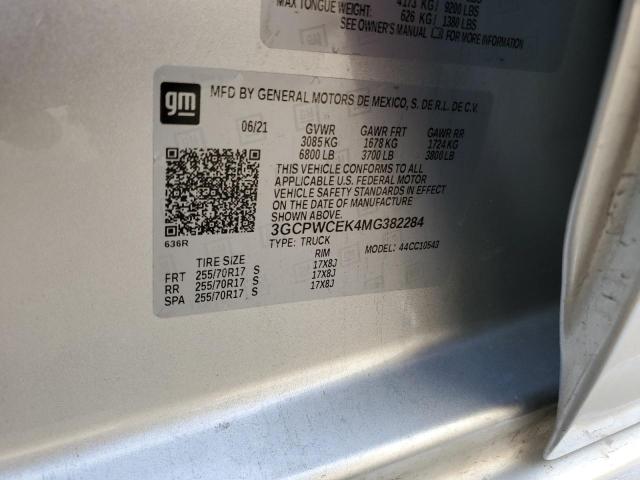 4173 KG / 9200 LBS
MAX TONGUE WEIGHT: 626 KG / 1380 LBS
SEE OWNER'S MANUAL FOR MORE INFORMATION
gm
MFD BY GENERAL MOTORS DE MEXICO, S. DE R.L. DE C.V.
06/21 GVWR GAWR FRT GAWR RR
3085 KG 1678 KG 1724 KG
6800 LB 3700 LB 3800 LB
THIS VEHICLE CONFORMS TO ALL
APPLICABLE U.S. FEDERAL MOTOR
VEHICLE SAFETY STANDARDS IN EFFECT
ON THE DATE OF MANUFACTURE
SHOWN ABOVE.
3GCPWCEK4MG382284
636R
TYPE: TRUCK MODEL: 44CC10543
TIRE SIZE RIM
FRT 255/70R17 S 17X8J
RR 255/70R17 S 17X8J
SPA 255/70R17 S 17X8J